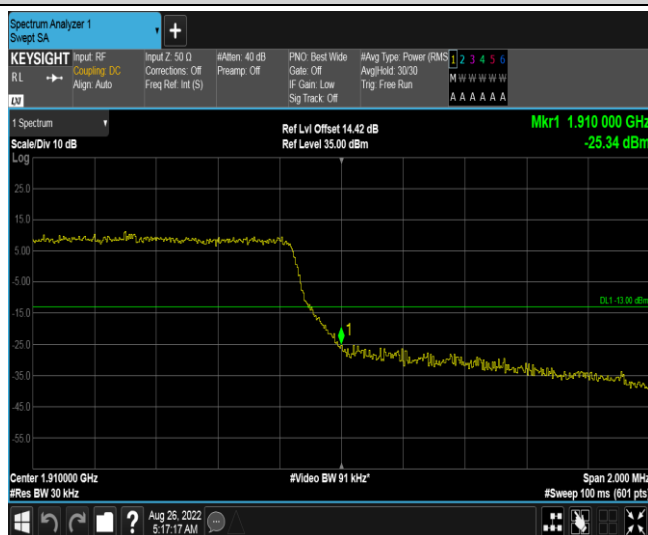 Spectrum Analyzer 1
Swept SA
+
KEYSIGHT
RL
LXI
Input: RF
Coupling: DC
Align: Auto
Input Z: 50 Ω
Corrections: Off
Freq Ref: Int (S)
#Atten: 40 dB
Preamp: Off
PNO: Best Wide
Gate: Off
IF Gain: Low
Sig Track: Off
#Avg Type: Power (RMS
Avg|Hold: 30/30
Trig: Free Run
1 2 3 4 5 6
M W W W W W
A A A A A A
1 Spectrum
Scale/Div 10 dB
Ref Lvl Offset 14.42 dB
Ref Level 35.00 dBm
Mkr1 1.910 000 GHz
-25.34 dBm
Log
25.0
15.0
5.00
-5.00
DL1 -13.00 dBm
-15.0
1
-25.0
-35.0
-45.0
-55.0
Center 1.910000 GHz
#Video BW 91 kHz*
Span 2.000 MHz
#Res BW 30 kHz
#Sweep 100 ms (601 pts)
?
Aug 26, 2022
5:17:17 AM